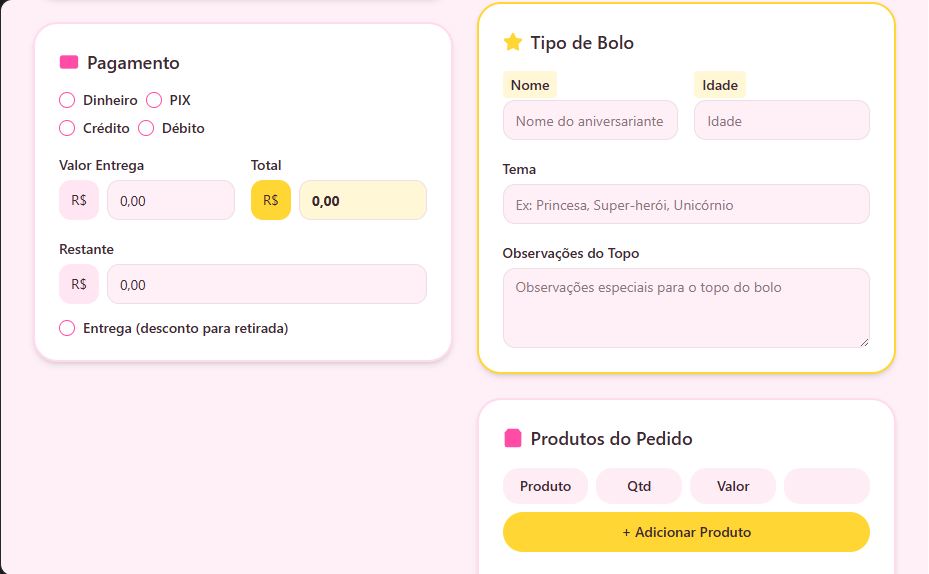 Pagamento
Dinheiro PIX
Crédito Débito
Valor Entrega Total
R$ 0,00 R$ 0,00
Restante
R$ 0,00
Entrega (desconto para retirada)
Tipo de Bolo
Nome Idade
Nome do aniversariante Idade
Tema
Ex: Princesa, Super-herói, Unicórnio
Observações do Topo
Observações especiais para o topo do bolo
Produtos do Pedido
Produto Qtd Valor
+ Adicionar Produto